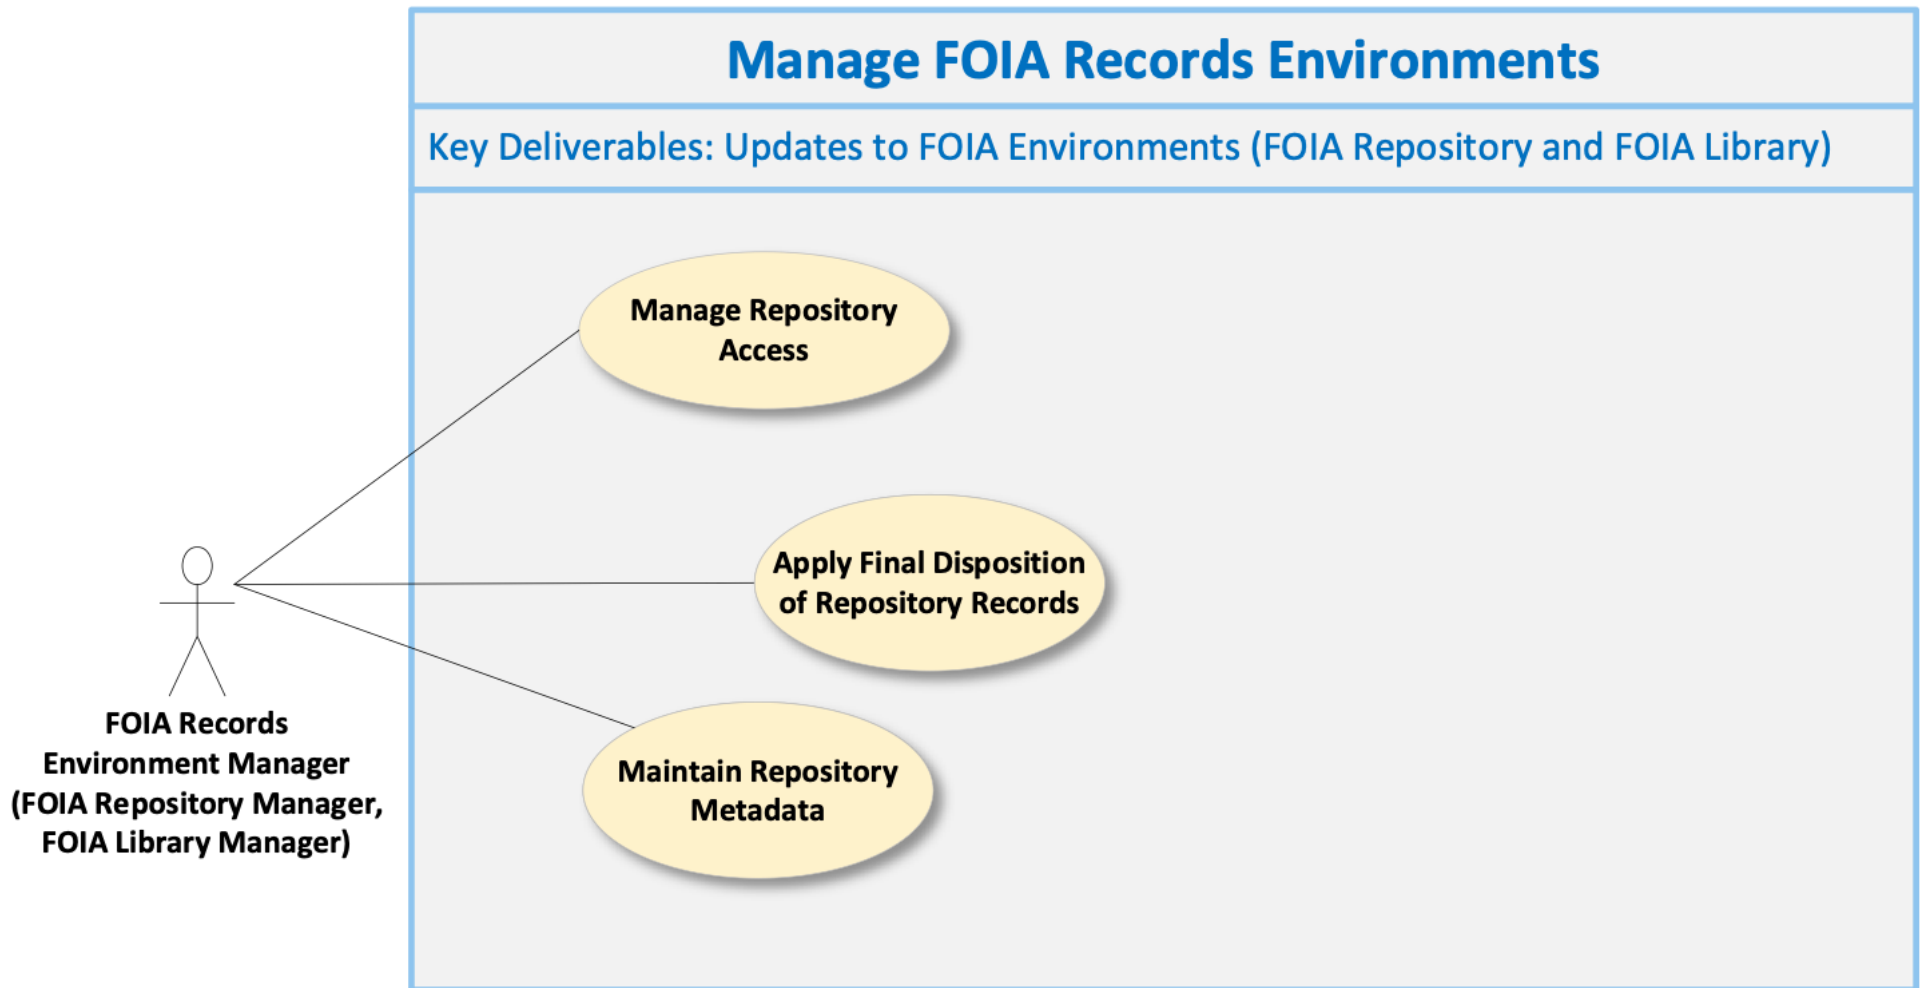 Manage FOIA Records Environments
Key Deliverables: Updates to FOIA Environments (FOIA Repository and FOIA Library)
Manage Repository
Access
Apply Final Disposition
of Repository Records
FOIA Records
Environment Manager
(FOIA Repository Manager,
FOIA Library Manager)
Maintain Repository
Metadata